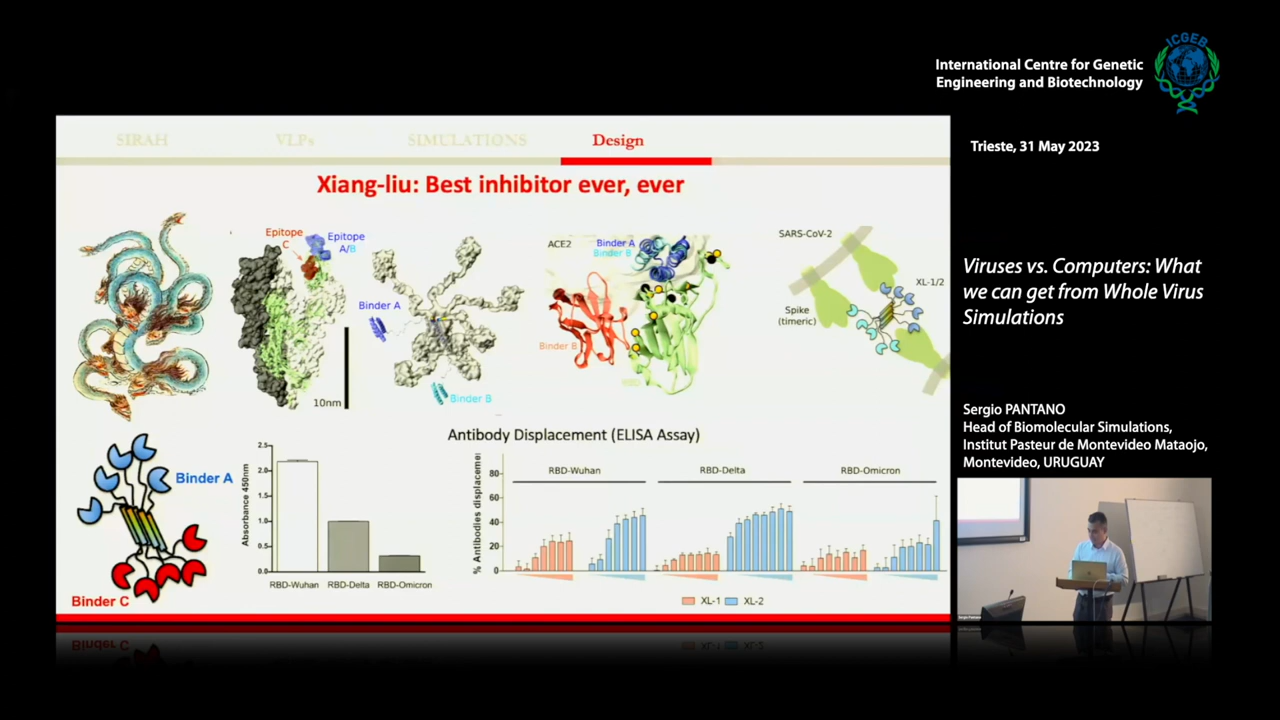 International Centre for Genetic
Engineering and Biotechnology
ICGEB
Trieste, 31 May 2023
SIRAH
VLPs
SIMULATIONS
Design
Xiang-liu: Best inhibitor ever, ever
Epitope
C
Epitope
A/B
10nm
Binder A
Binder B
ACE2
Binder A
Binder B
Binder B
RBD
SARS-CoV-2
XL-1/2
Spike
(timeric)
Viruses vs. Computers: What
we can get from Whole Virus
Simulations
Sergio PANTANO
Head of Biomolecular Simulations,
Institut Pasteur de Montevideo Mataojo,
Montevideo, URUGUAY
Binder A
Binder C
Absorbance 450nm
2.5
2.0
1.5
1.0
0.5
0.0
RBD-Wuhan
RBD-Delta
RBD-Omicron
Antibody Displacement (ELISA Assay)
% Antibodies displaceme
80
60
40
20
0
RBD-Wuhan
RBD-Delta
RBD-Omicron
XL-1
XL-2
Sergio Pantano